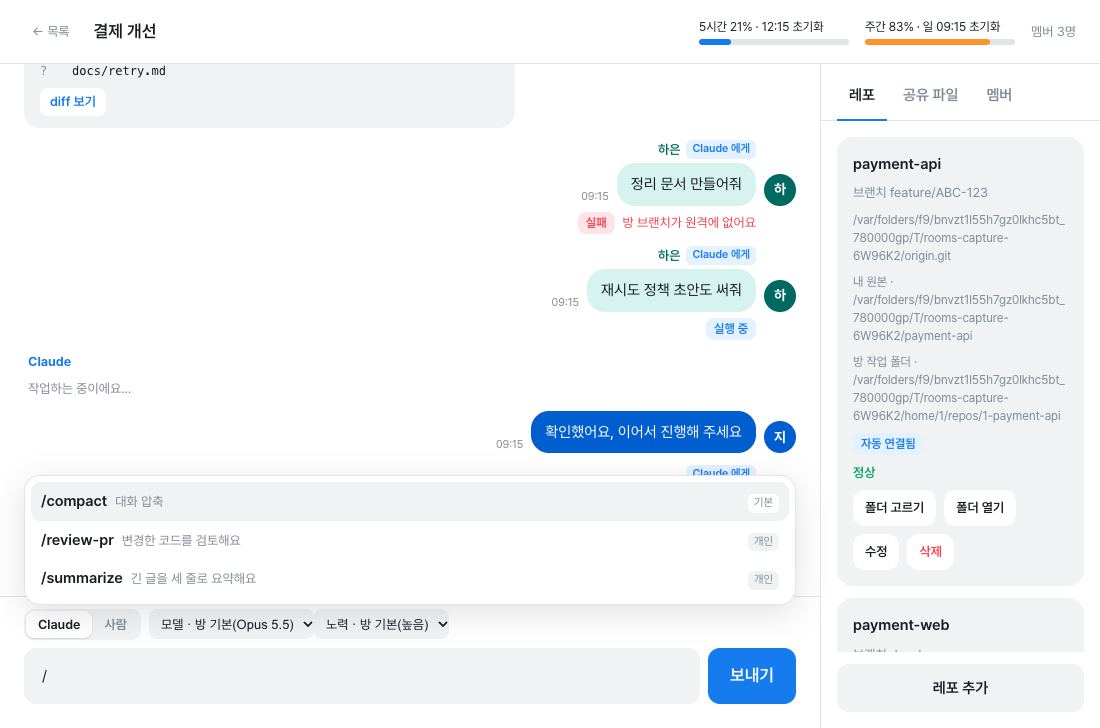 ← 목록
결제 개선
5시간 21% · 12:15 초기화
주간 83% · 일 09:15 초기화
멤버 3명
? docs/retry.md
diff 보기
하은 Claude 에게
정리 문서 만들어줘
하
09:15
실패 방 브랜치가 원격에 없어요
하은 Claude 에게
재시도 정책 초안도 써줘
하
09:15
실행 중
Claude
작업하는 중이에요…
확인했어요, 이어서 진행해 주세요
지
09:15
Claude 에게
/compact 대화 압축 기본
/review-pr 변경한 코드를 검토해요 개인
/summarize 긴 글을 세 줄로 요약해요 개인
Claude 사람 모델 · 방 기본(Opus 5.5) 노력 · 방 기본(높음)
/
보내기
레포 공유 파일 멤버
payment-api
브랜치 feature/ABC-123
/var/folders/f9/bnvzt1l55h7gz0lkhc5bt_
780000gp/T/rooms-capture-
6W96K2/origin.git
내 원본 ·
/var/folders/f9/bnvzt1l55h7gz0lkhc5bt_
780000gp/T/rooms-capture-
6W96K2/payment-api
방 작업 폴더 ·
/var/folders/f9/bnvzt1l55h7gz0lkhc5bt_
780000gp/T/rooms-capture-
6W96K2/home/1/repos/1-payment-api
자동 연결됨
정상
폴더 고르기 폴더 열기
수정 삭제
payment-web
레포 추가